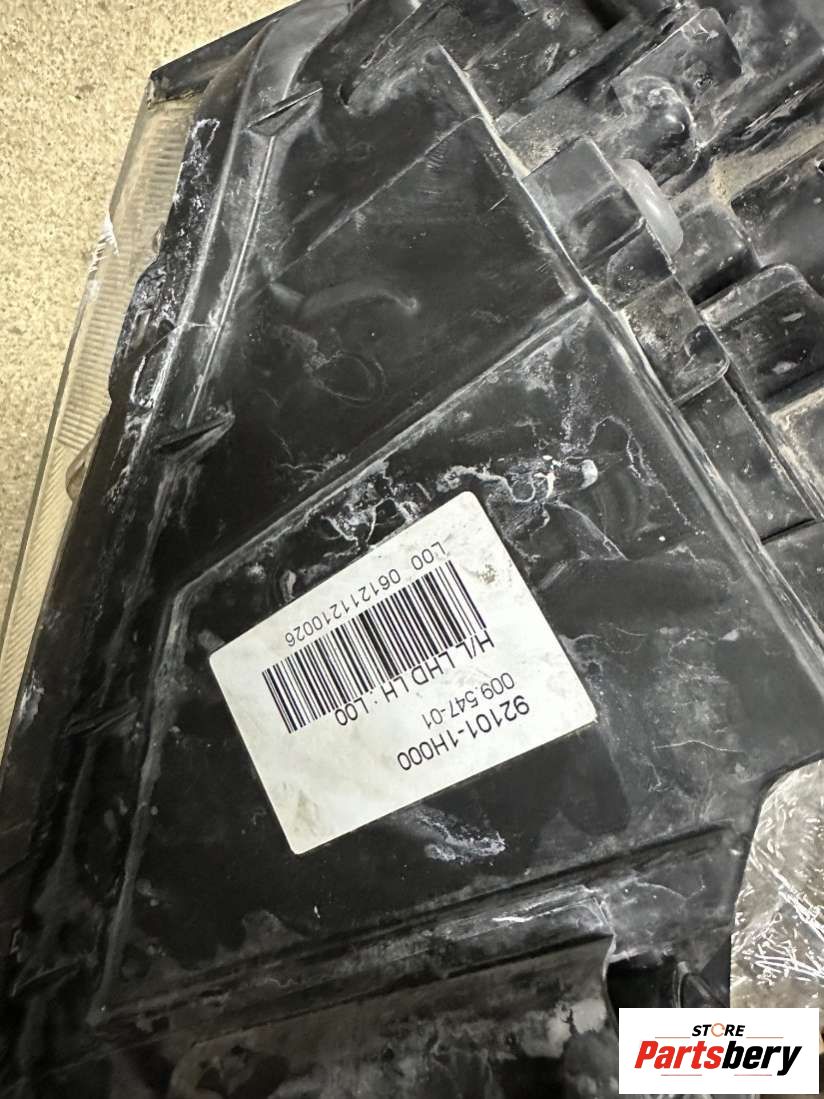 92101-1H000
009.547-01
H/L LHD LH : L00
L00 061211210026
STORE
Partsbery